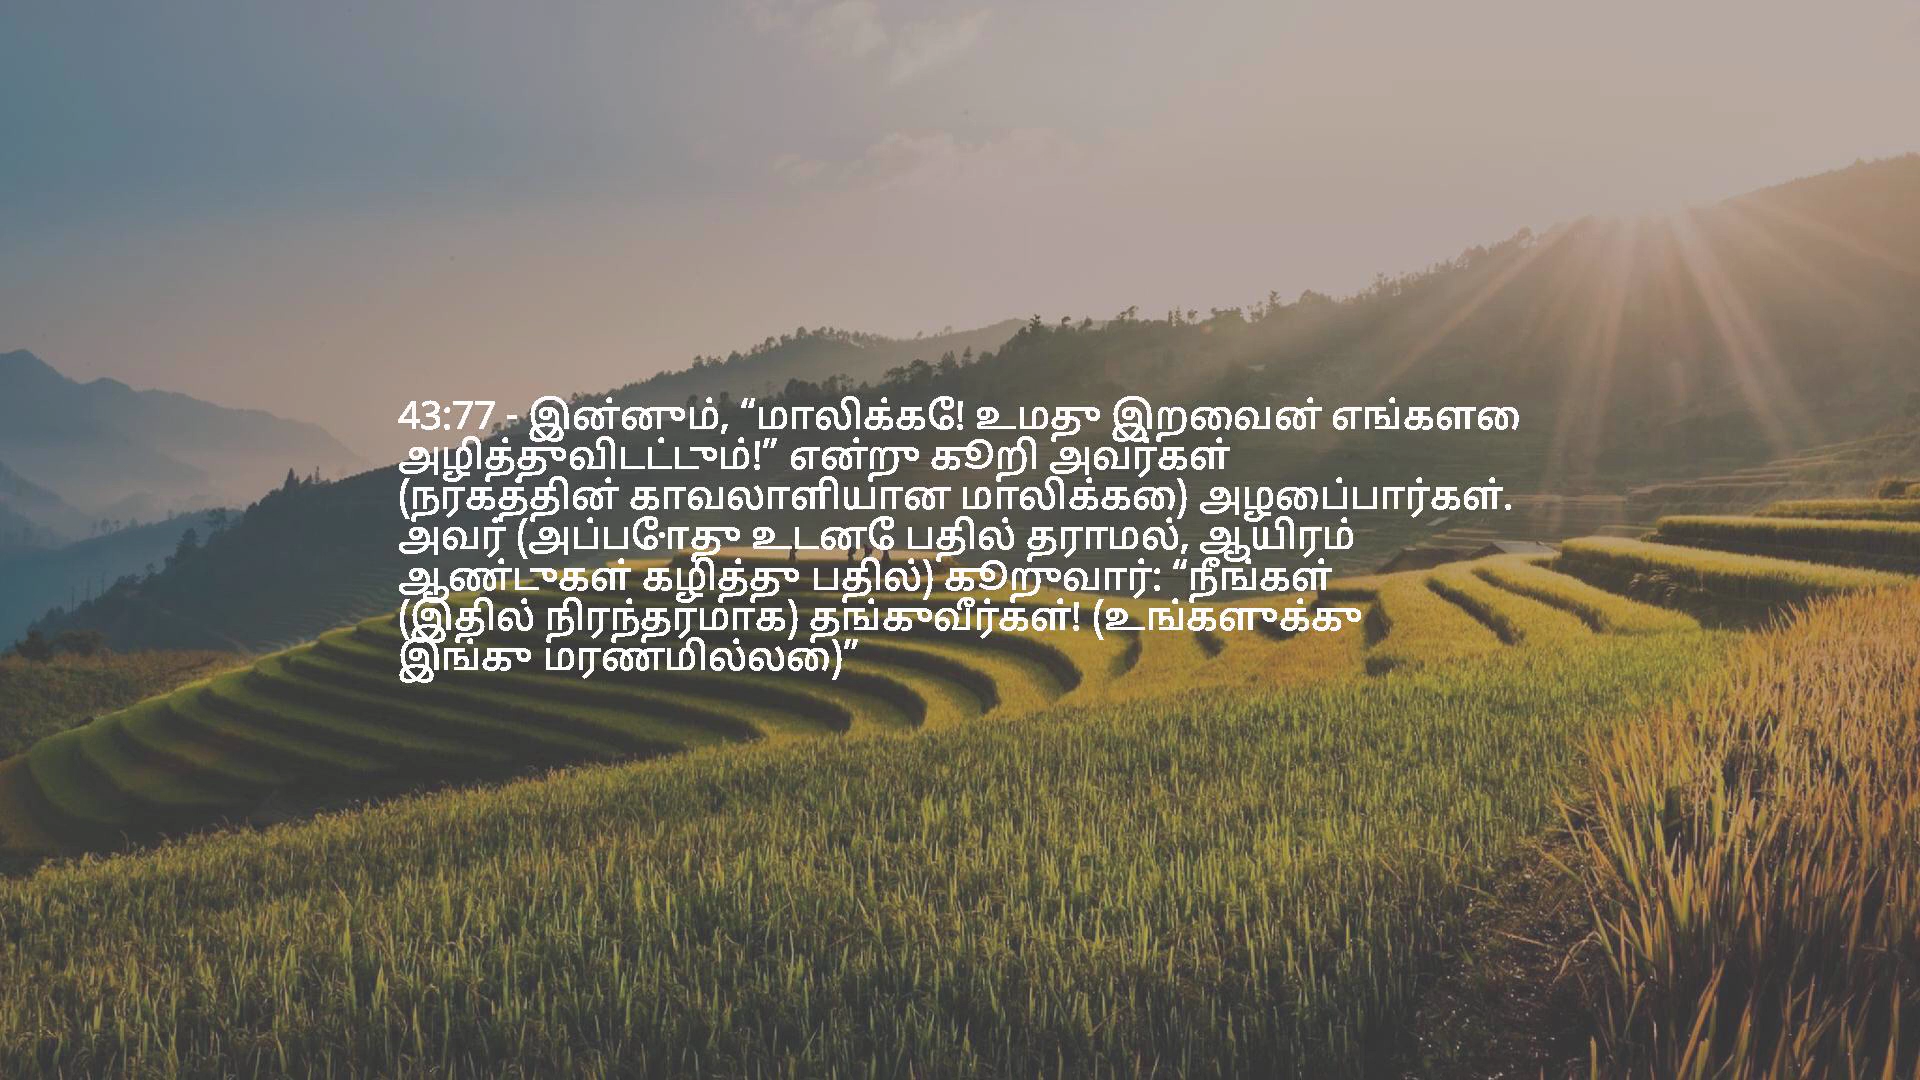 43:77 - இன்னும், “மாலிக்கே! உமது இறைவன் எங்களை
அழித்துவிடட்டும்!” என்று கூறி அவர்கள்
(நரகத்தின் காவலாளியான மாலிக்கை) அழைப்பார்கள்.
அவர் (அப்போது உடனே பதில் தராமல், ஆயிரம்
ஆண்டுகள் கழித்து பதில்) கூறுவார்: “நீங்கள்
(இதில் நிரந்தரமாக) தங்குவீர்கள்! (உங்களுக்கு
இங்கு மரணமில்லை)”